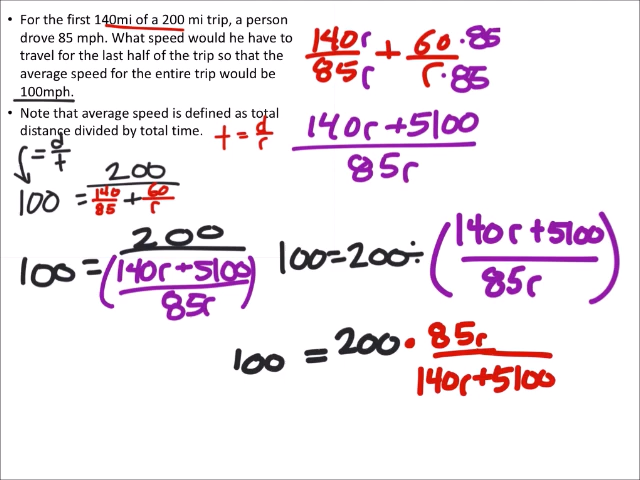 • For the first 140mi of a 200 mi trip, a person
drove 85 mph. What speed would he have to
travel for the last half of the trip so that the
average speed for the entire trip would be
100mph.
• Note that average speed is defined as total
distance divided by total time.
t = d/r
r = d/t
100 = 200/(140/85 + 60/r)
100 = 200/((140r+5100)/85r)
140r/85r + 60·85/r·85
(140r+5100)/85r
100=200÷((140r+5100)/85r)
100 = 200 · 85r/(140r+5100)